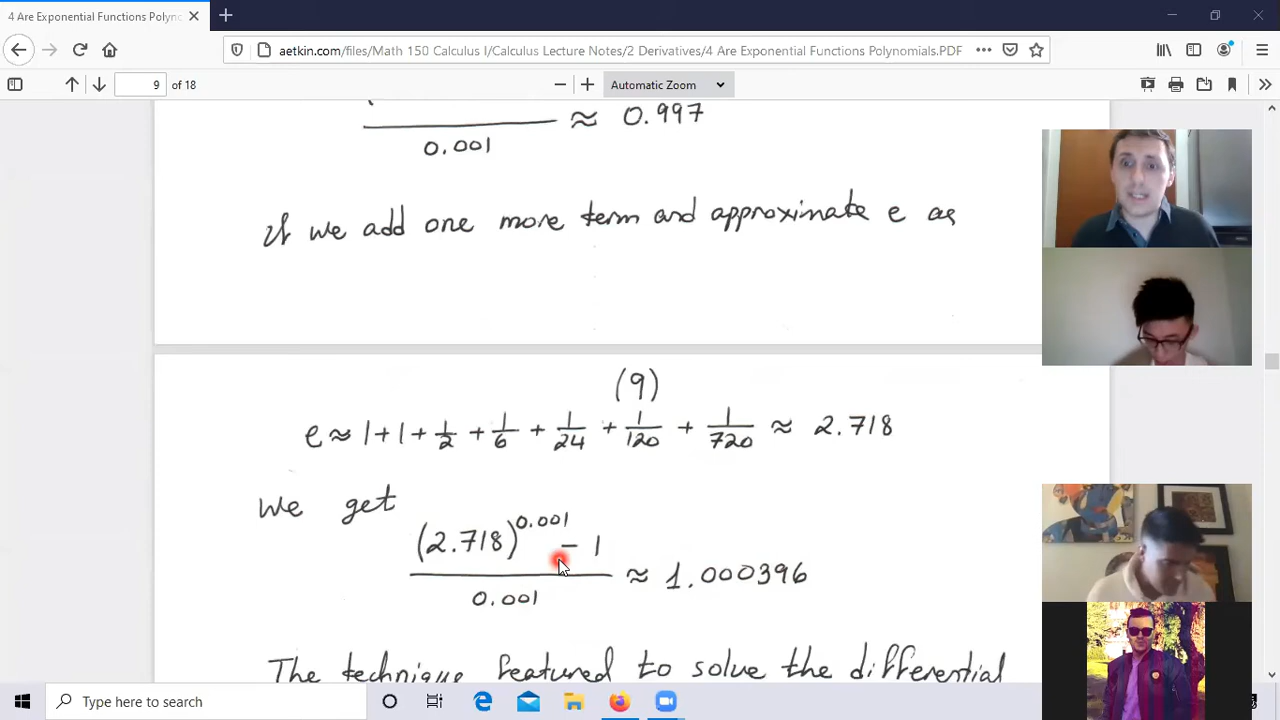 4 Are Exponential Functions Polync
aetkin.com/files/Math 150 Calculus I/Calculus Lecture Notes/2 Derivatives/4 Are Exponential Functions Polynomials.PDF
9 of 18
Automatic Zoom
0.001 ≈ 0.997
if we add one more term and approximate e as
(9)
e ≈ 1+1+1/2+1/6+1/24+1/120+1/720 ≈ 2.718
We get
(2.718)^0.001 - 1
0.001 ≈ 1.000396
The technique featured to solve the differential
Type here to search